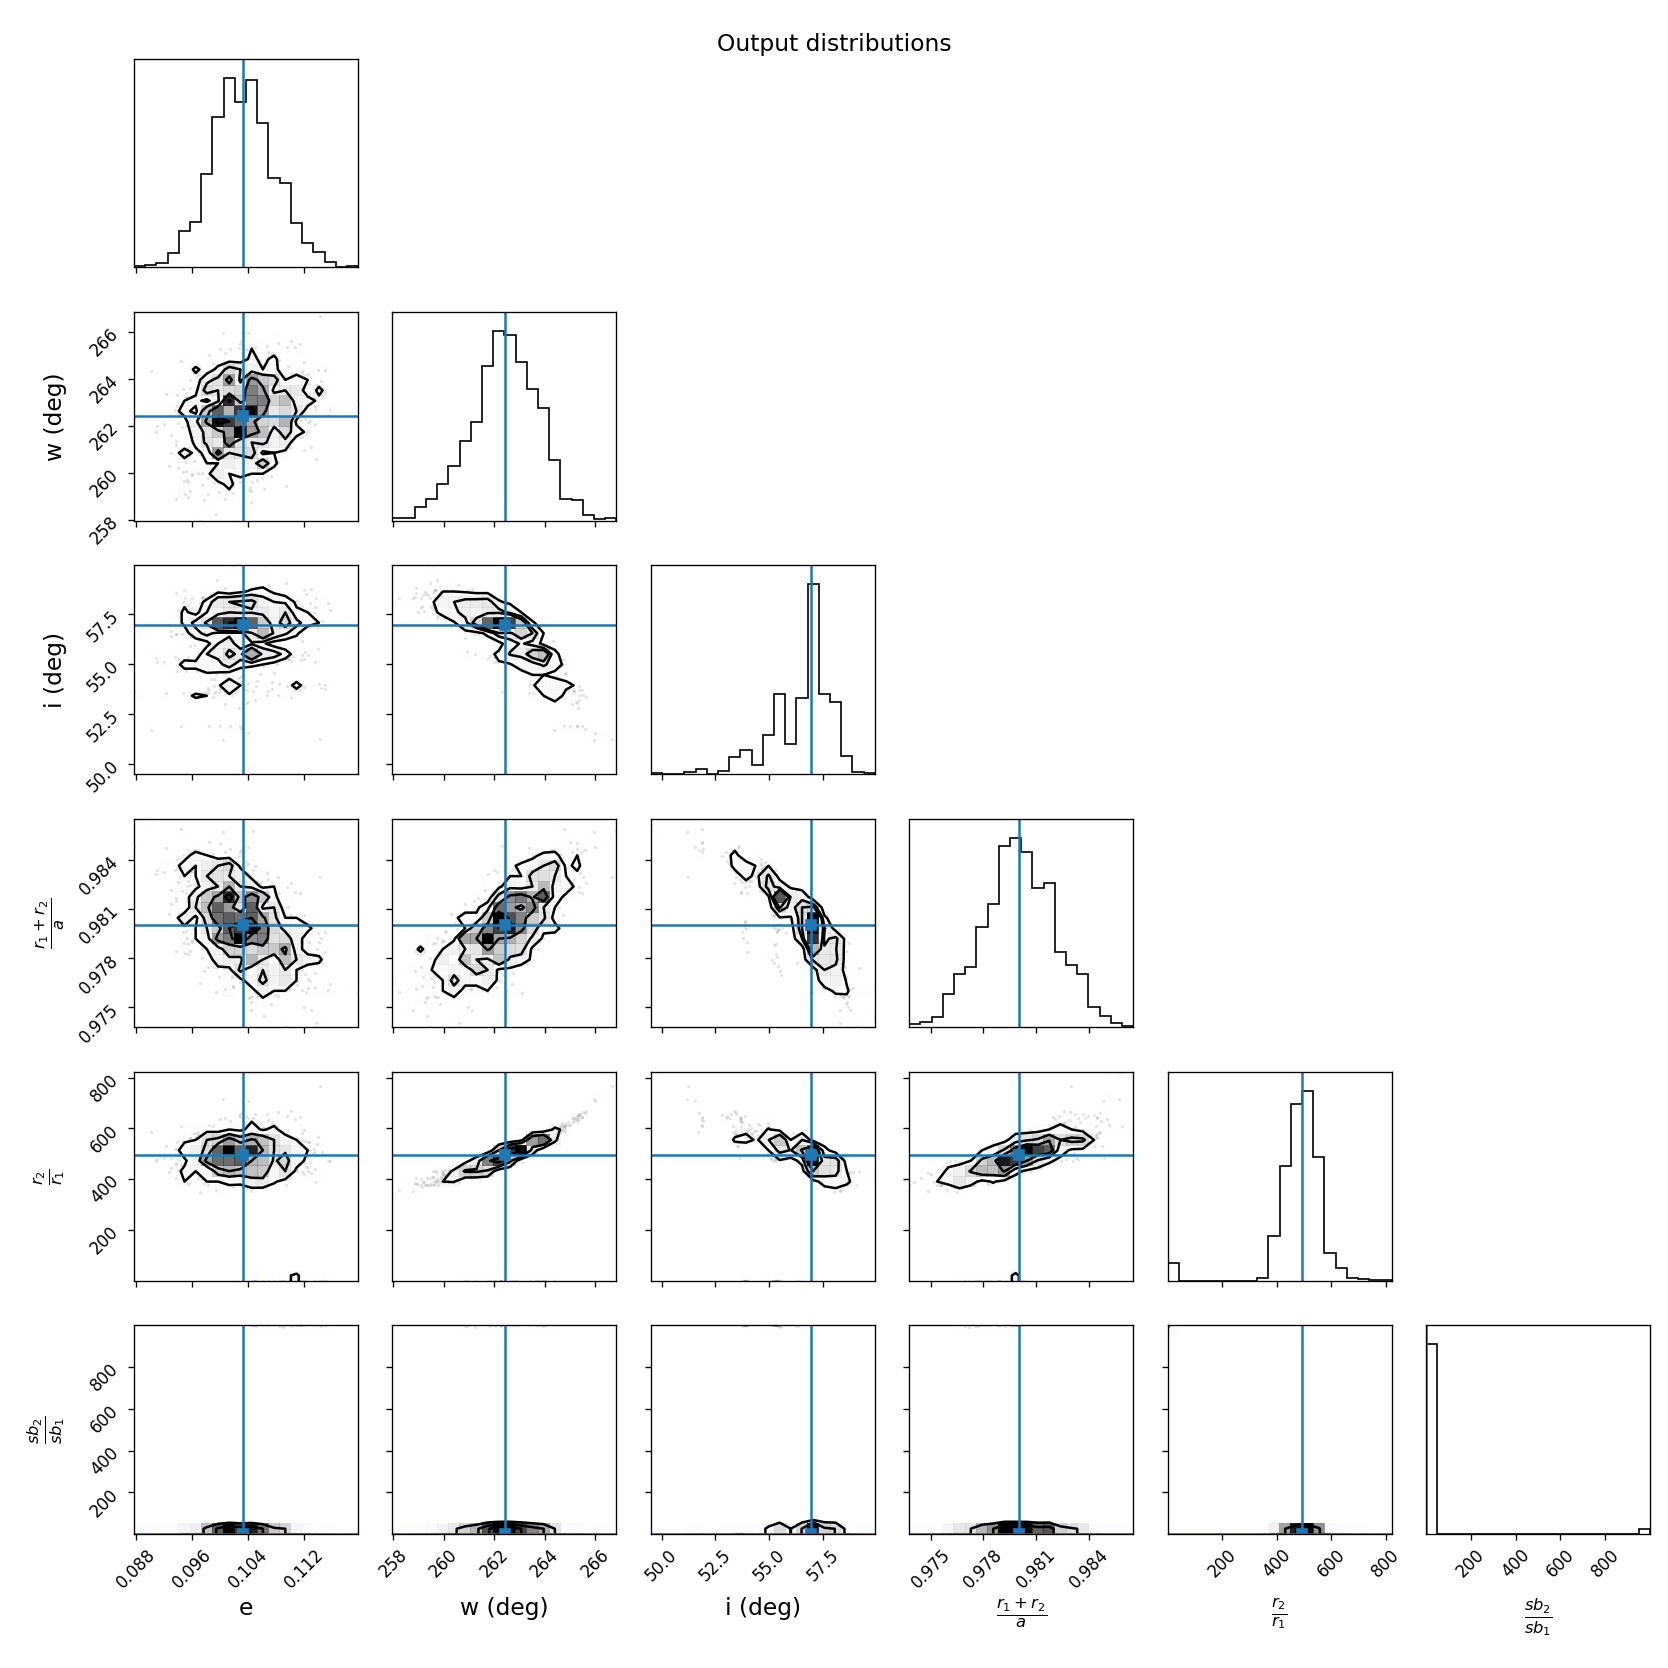 Output distributions
w (deg)
266
264
262
260
258
i (deg)
57.5
55.0
52.5
50.0
r₁ + r₂
a
0.984
0.981
0.978
0.975
r₂
r₁
800
600
400
200
sb₂
sb₁
800
600
400
200
0.088 0.096 0.104 0.112 258 260 262 264 266 50.0 52.5 55.0 57.5 0.975 0.978 0.981 0.984 200 400 600 800 200 400 600 800
e w (deg) i (deg) r₁ + r₂ r₂ sb₂
a r₁ sb₁